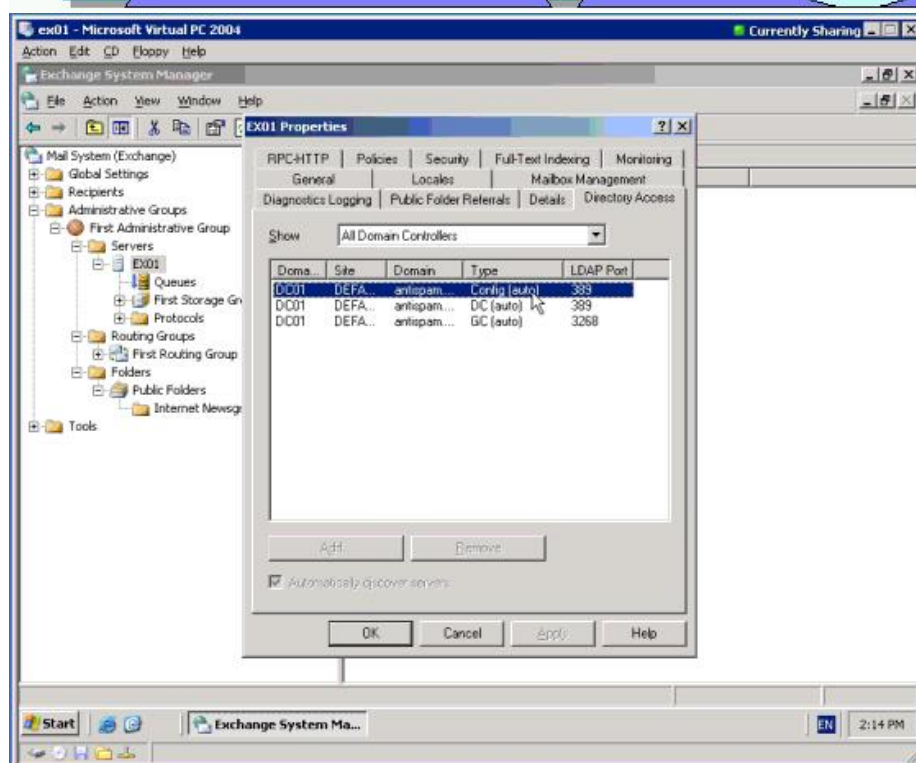 ex01 - Microsoft Virtual PC 2004
Currently Sharing
Action Edit CD Floppy Help
Exchange System Manager
File Action View Window Help
EX01 Properties
Mail System (Exchange)
Global Settings
Recipients
Administrative Groups
First Administrative Group
Servers
EX01
Queues
First Storage Gr
Protocols
Routing Groups
First Routing Group
Folders
Public Folders
Internet Newsg
Tools
RPC-HTTP Policies Security Full-Text Indexing Monitoring
General Locales Mailbox Management
Diagnostics Logging Public Folder Referrals Details Directory Access
Show All Domain Controllers
Doma... Site Domain Type LDAP Port
DC01 DEFA... antispam.... Config (auto) 389
DC01 DEFA... antispam.... DC (auto) 389
DC01 DEFA... antispam.... GC (auto) 3268
Add... Remove
Automatically discover servers
OK Cancel Apply Help
Start Exchange System Ma... EN 2:14 PM